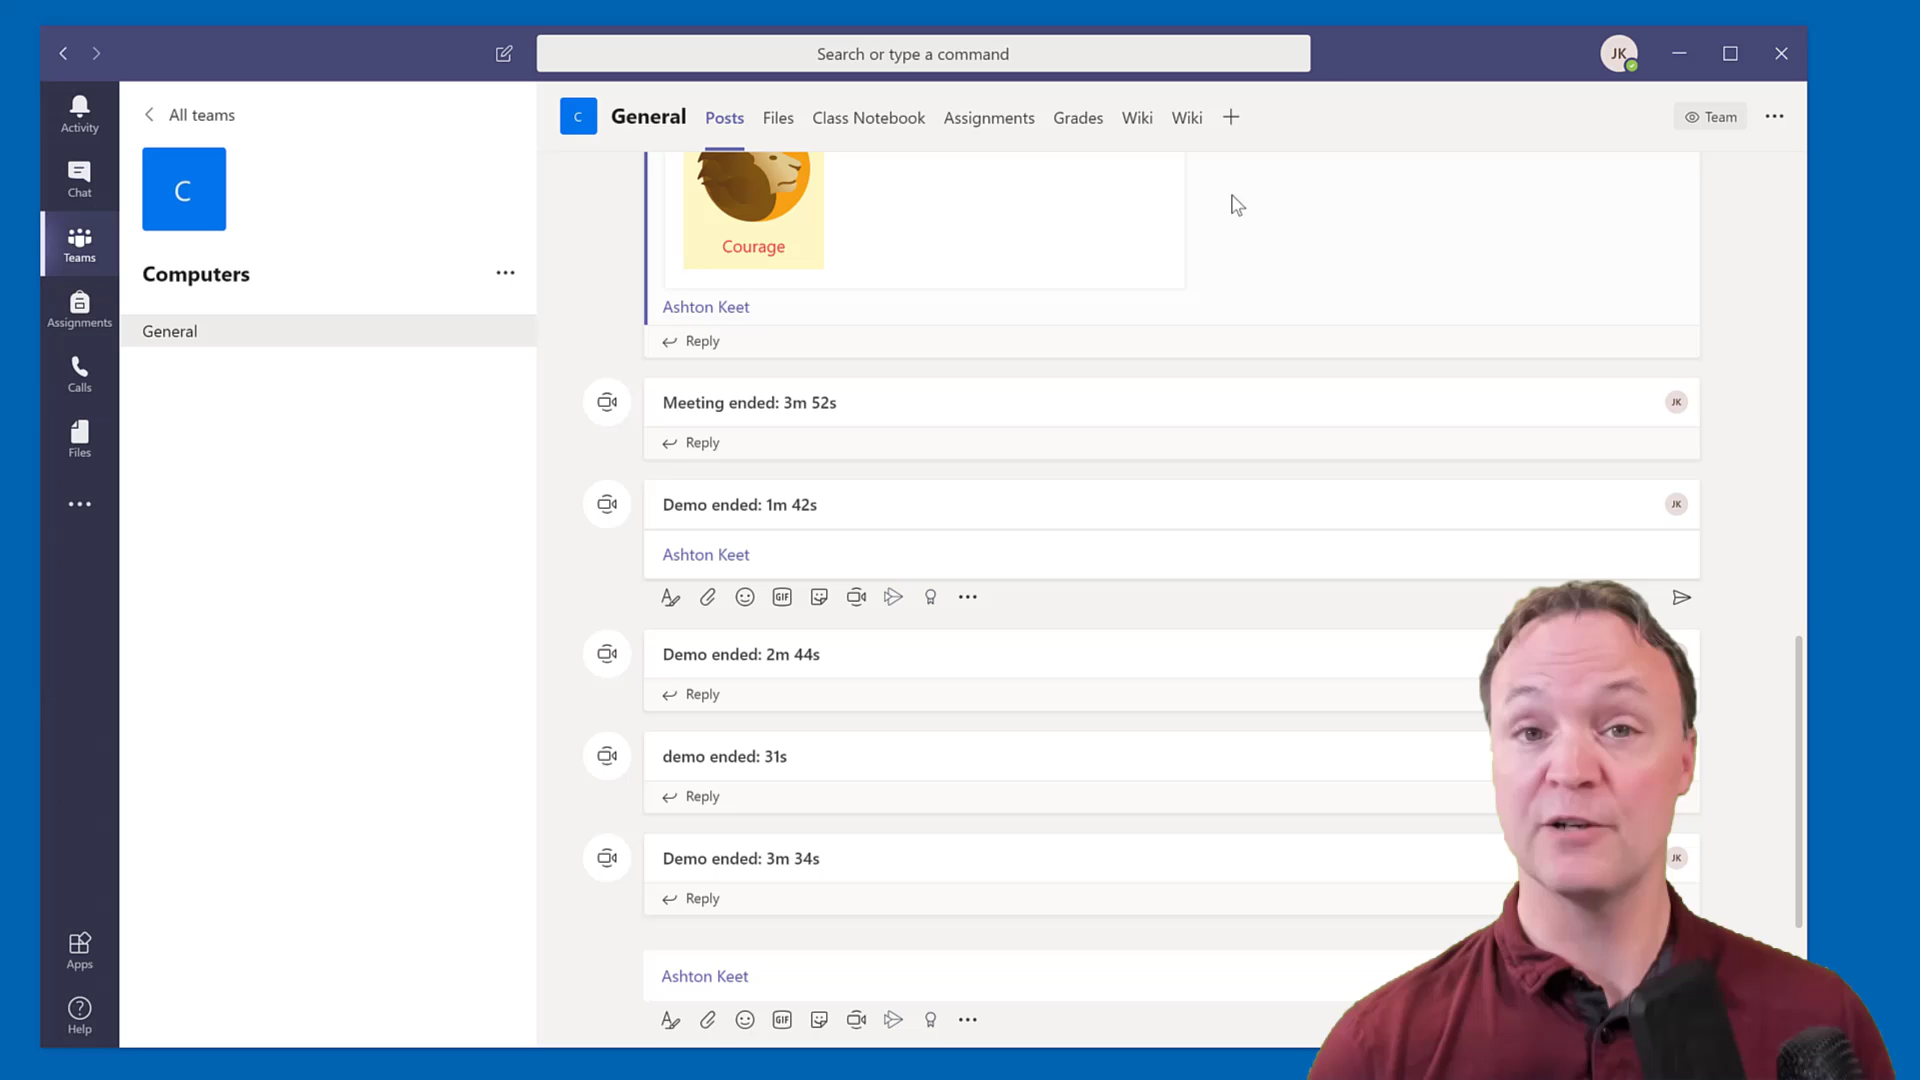 Search or type a command
JK
Activity
Chat
Teams
Assignments
Calls
Files
Apps
Help
All teams
C
Computers
General
C
General
Posts
Files
Class Notebook
Assignments
Grades
Wiki
Wiki
Team
Courage
Ashton Keet
Reply
Meeting ended: 3m 52s
JK
Reply
Demo ended: 1m 42s
JK
Ashton Keet
GIF
Demo ended: 2m 44s
Reply
demo ended: 31s
Reply
Demo ended: 3m 34s
JK
Reply
Ashton Keet
GIF